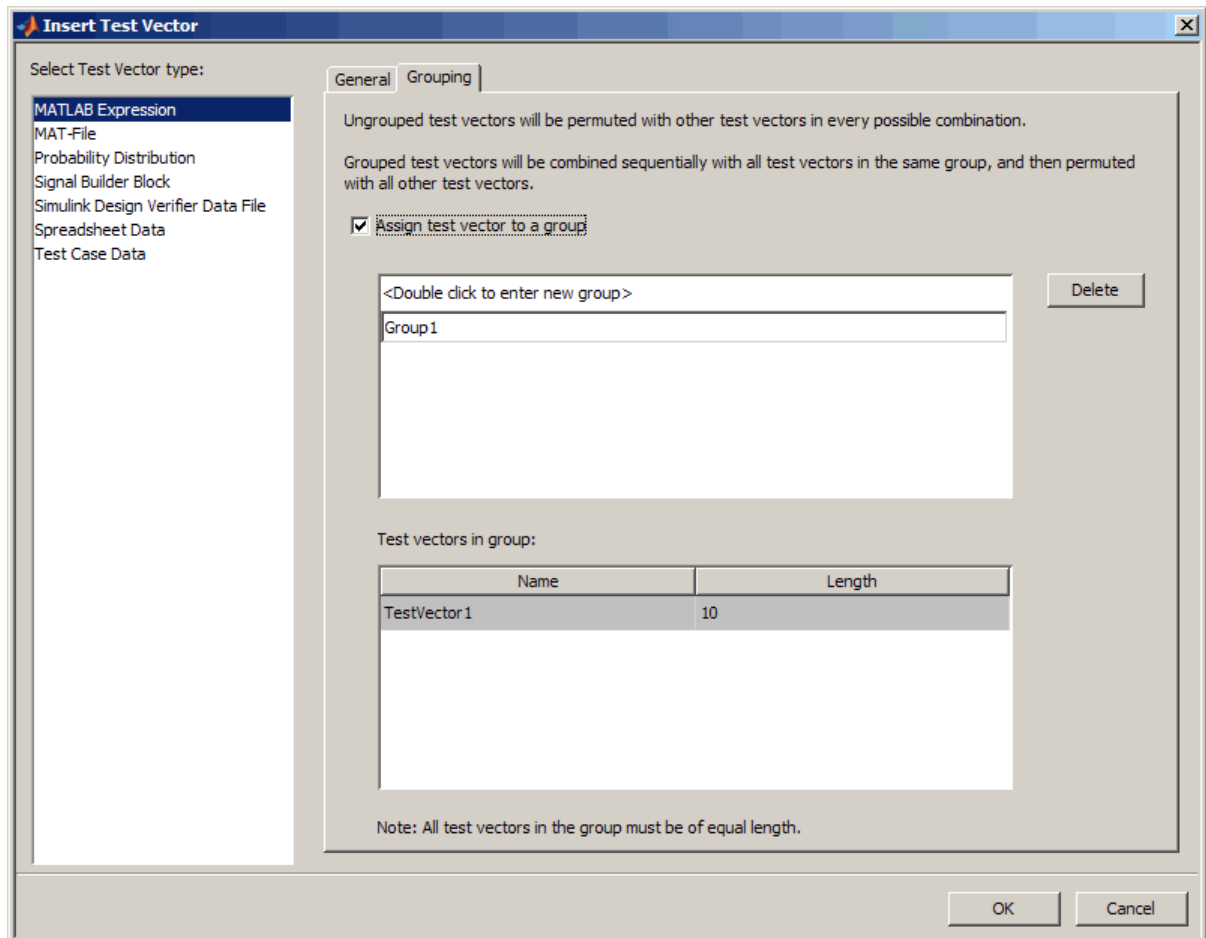 Insert Test Vector
Select Test Vector type:
MATLAB Expression
MAT-File
Probability Distribution
Signal Builder Block
Simulink Design Verifier Data File
Spreadsheet Data
Test Case Data
General Grouping
Ungrouped test vectors will be permuted with other test vectors in every possible combination.
Grouped test vectors will be combined sequentially with all test vectors in the same group, and then permuted
with all other test vectors.
Assign test vector to a group
<Double click to enter new group>
Delete
Group1
Test vectors in group:
Name Length
TestVector1 10
Note: All test vectors in the group must be of equal length.
OK Cancel